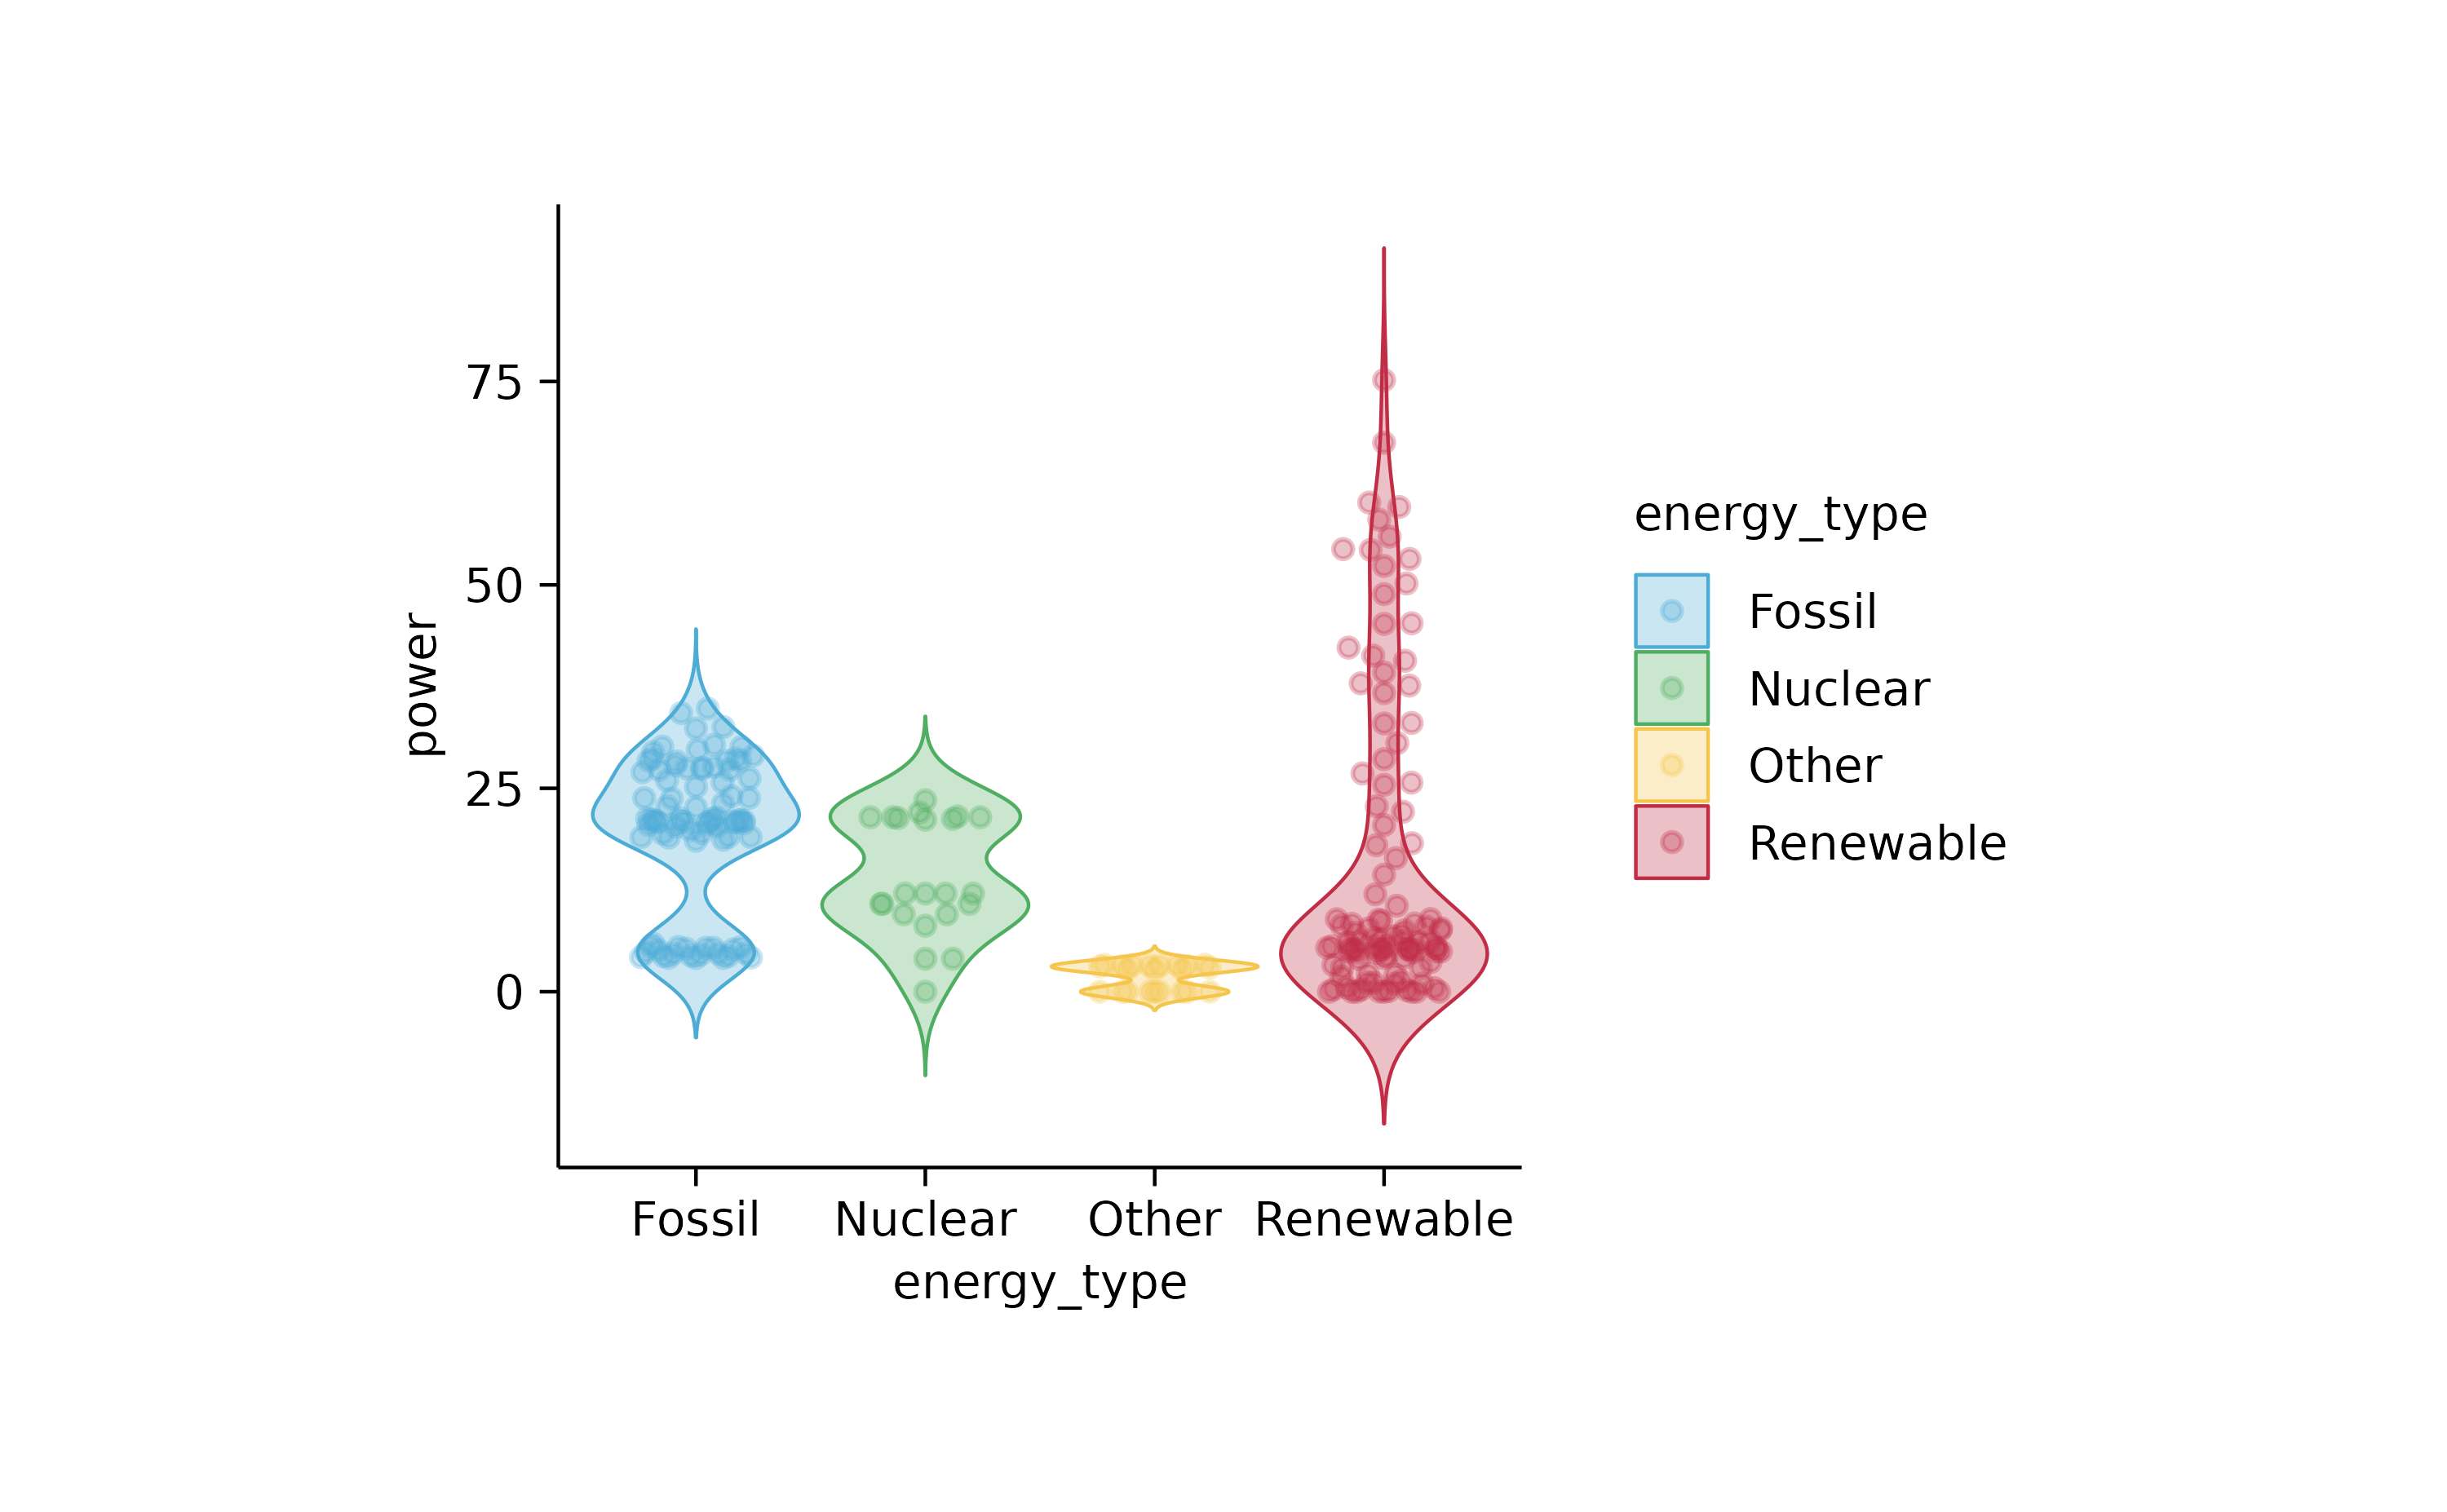 power
75
50
25
0
Fossil Nuclear Other Renewable
energy_type
energy_type
Fossil
Nuclear
Other
Renewable